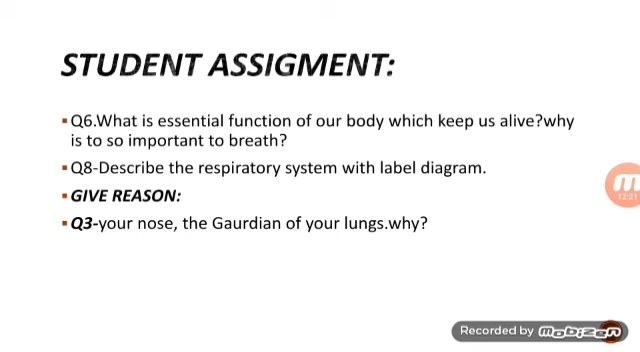 STUDENT ASSIGMENT:
▪Q6.What is essential function of our body which keep us alive?why
is to so important to breath?
▪Q8-Describe the respiratory system with label diagram.
▪GIVE REASON:
▪Q3-your nose, the Gaurdian of your lungs.why?
12:21
Recorded by mobizen